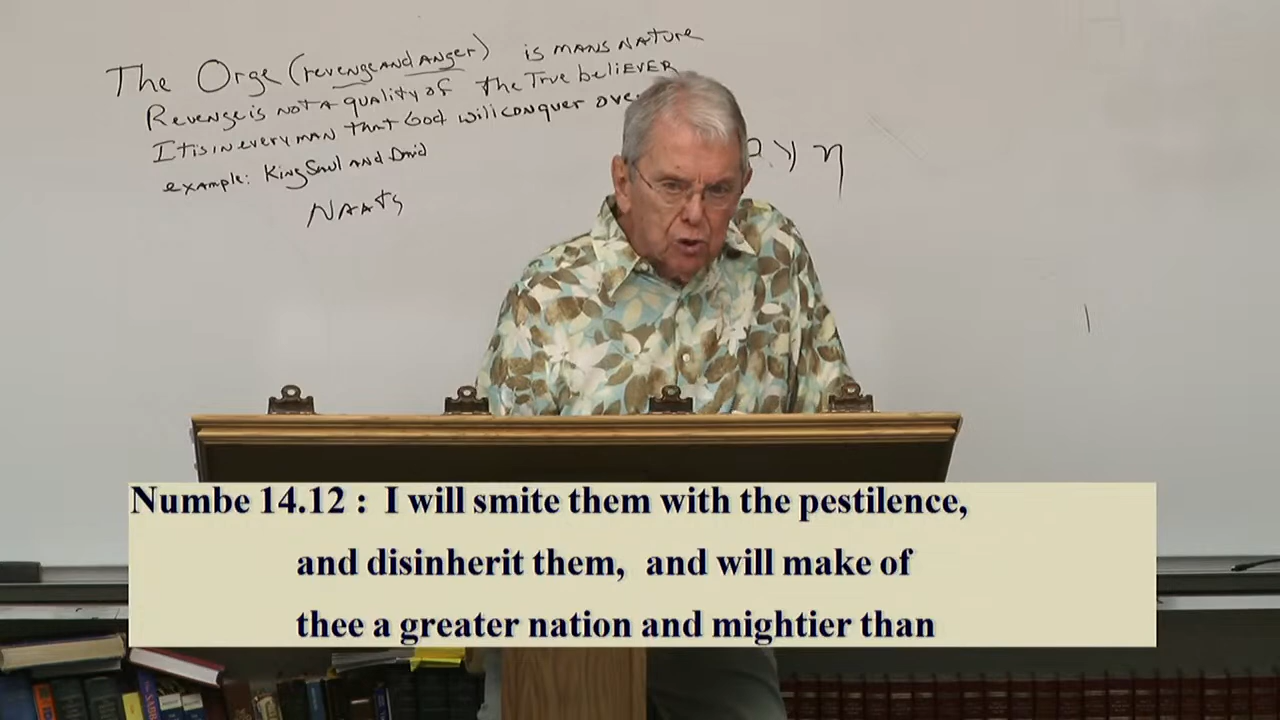 The Orge (revenge and anger) is mans nature
Revenge is not a quality of the True believer
It is in every man that God will conquer ove
example: King Saul and David
NAATS
γη
Numbe 14.12 : I will smite them with the pestilence,
and disinherit them, and will make of
thee a greater nation and mightier than